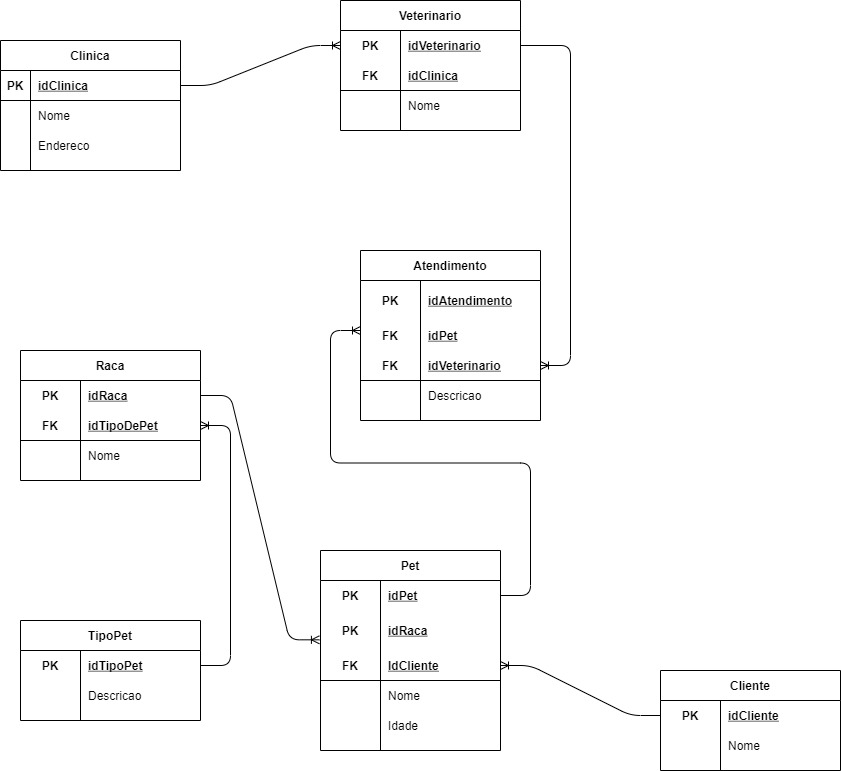 Veterinario
PK idVeterinario
FK idClinica
Nome
Clinica
PK idClinica
Nome
Endereco
Atendimento
PK idAtendimento
FK idPet
FK idVeterinario
Descricao
Raca
PK idRaca
FK idTipoDePet
Nome
Pet
PK idPet
PK idRaca
FK IdCliente
Nome
Idade
TipoPet
PK idTipoPet
Descricao
Cliente
PK idCliente
Nome